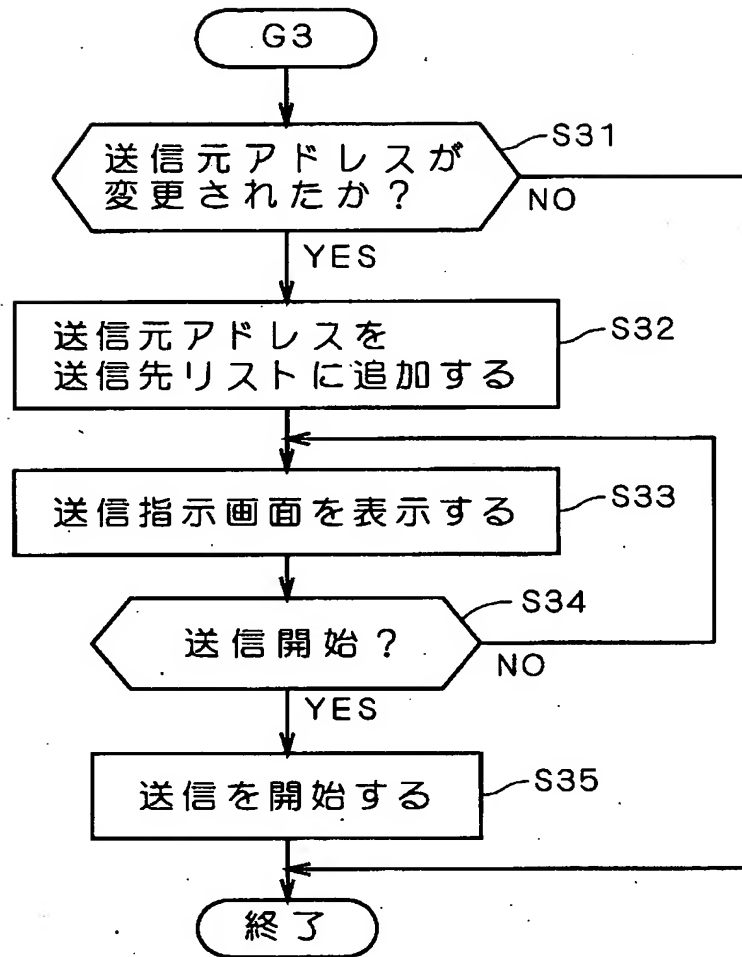 G3
送信元アドレスが
変更されたか?
S31
NO
YES
送信元アドレスを
送信先リストに追加する
S32
送信指示画面を表示する
S33
送信開始?
S34
NO
YES
送信を開始する
S35
終了